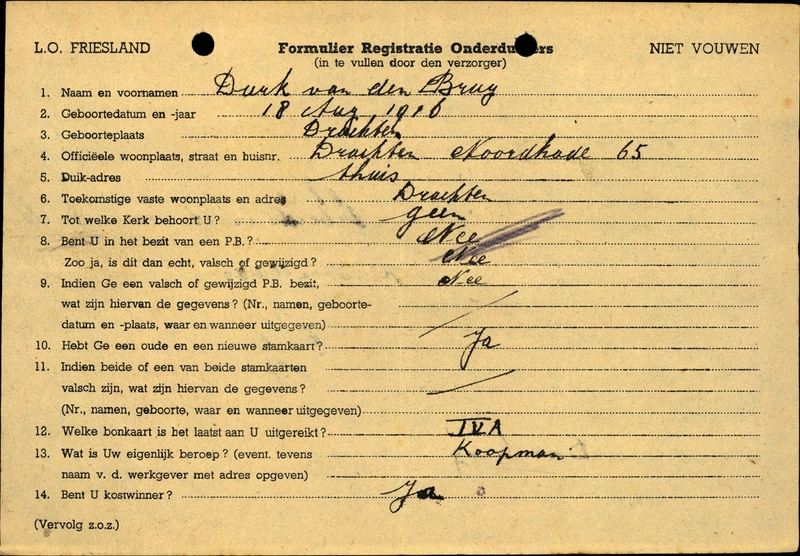 L.O. FRIESLAND Formulier Registratie Onderduikers NIET VOUWEN
(in te vullen door den verzorger)
1. Naam en voornamen Durk van den Brug
2. Geboortedatum en -jaar 18 Aug 1916
3. Geboorteplaats Drachten
4. Officiëele woonplaats, straat en huisnr. Drachten Noordkade 65
5. Duik-adres thuis
6. Toekomstige vaste woonplaats en adres Drachten
7. Tot welke Kerk behoort U? geen
8. Bent U in het bezit van een P.B.? Nee
Zoo ja, is dit dan echt, valsch of gewijzigd? Nee
9. Indien Ge een valsch of gewijzigd P.B. bezit, Nee
wat zijn hiervan de gegevens? (Nr., namen, geboorte-
datum en -plaats, waar en wanneer uitgegeven)
10. Hebt Ge een oude en een nieuwe stamkaart? Ja
11. Indien beide of een van beide stamkaarten
valsch zijn, wat zijn hiervan de gegevens?
(Nr., namen, geboorte, waar en wanneer uitgegeven)
12. Welke bonkaart is het laatst aan U uitgereikt? IVA
13. Wat is Uw eigenlijk beroep? (event. tevens Koopman
naam v. d. werkgever met adres opgeven)
14. Bent U kostwinner? Ja
(Vervolg z.o.z.)